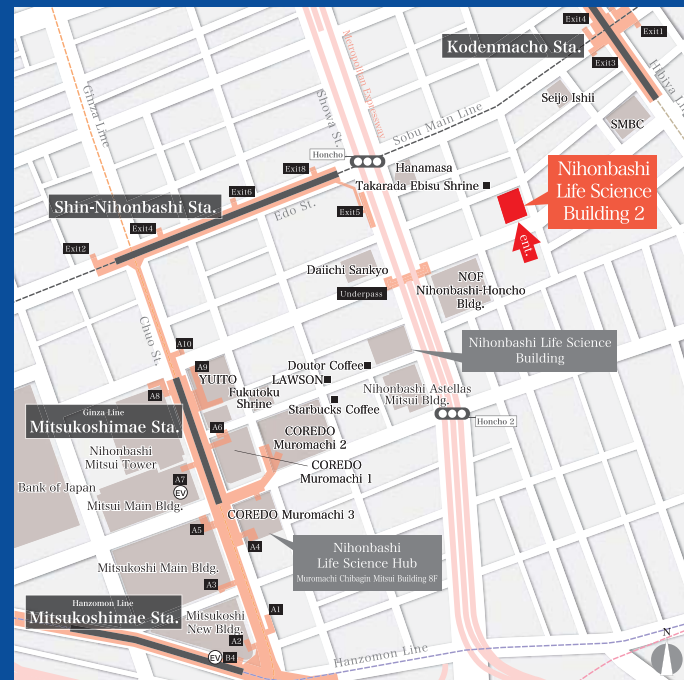 Exit4
Exit1
Kodenmacho Sta.
Exit3
Hibiya Line
Ginza Line
Showa St.
Metropolitan Expressway
Sobu Main Line
Seijo Ishii
SMBC
Honcho
Hanamasa
Takarada Ebisu Shrine
Nihonbashi
Life Science
Building 2
ent.
Exit8
Exit6
Shin-Nihonbashi Sta.
Edo St.
Exit5
Exit4
Exit2
Daiichi Sankyo
NOF
Nihonbashi-Honcho
Bldg.
Underpass
Chuo St.
A10
Nihonbashi Life Science
Building
A9
YUITO
Doutor Coffee
LAWSON
Fukutoku
Shrine
Nihonbashi Astellas
Mitsui Bldg.
A8
Starbucks Coffee
Honcho 2
Ginza Line
Mitsukoshimae Sta.
A6
COREDO
Muromachi 2
Nihonbashi
Mitsui Tower
COREDO
Muromachi 1
A7
EV
Bank of Japan
Mitsui Main Bldg.
COREDO Muromachi 3
A5
A4
Nihonbashi
Life Science Hub
Muromachi Chibagin Mitsui Building 8F
Mitsukoshi Main Bldg.
A3
Hanzomon Line
Mitsukoshimae Sta.
Mitsukoshi
New Bldg.
A1
A2
EV
B4
Hanzomon Line
N